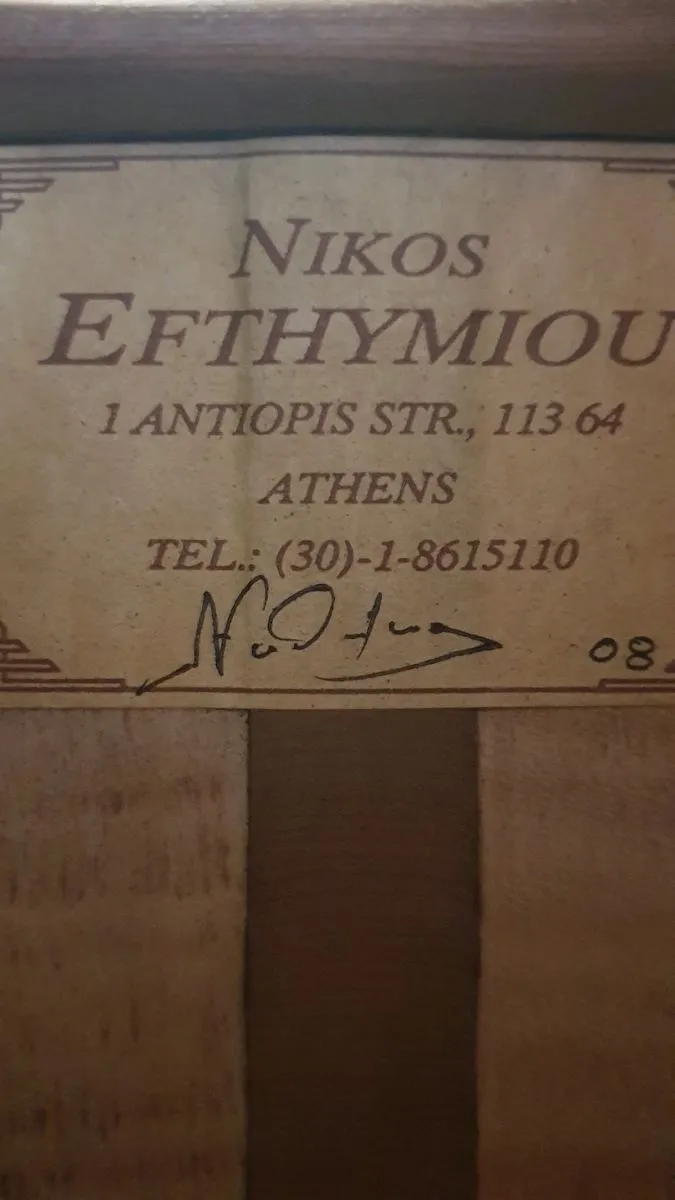 NIKOS
EFTHYMIOU
1 ANTIOPIS STR., 113 64
ATHENS
TEL.: (30)-1-8615110
08